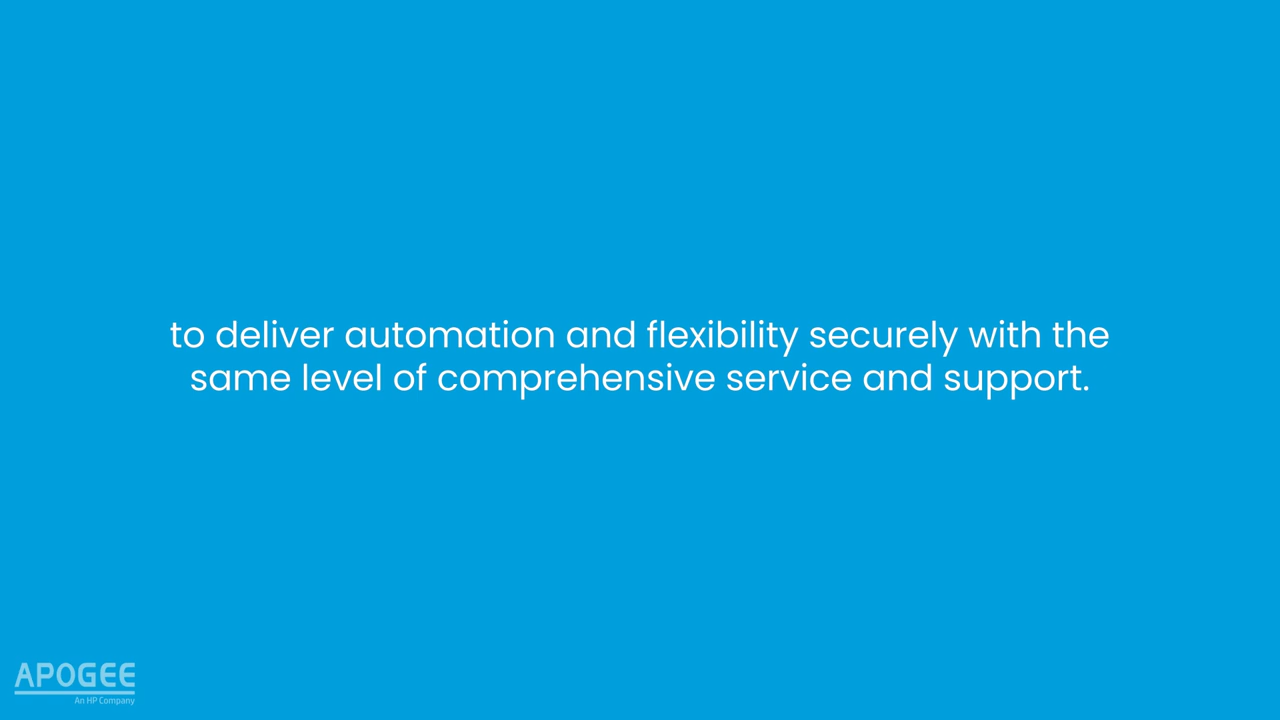 to deliver automation and flexibility securely with the
same level of comprehensive service and support.
APOGEE
An HP Company